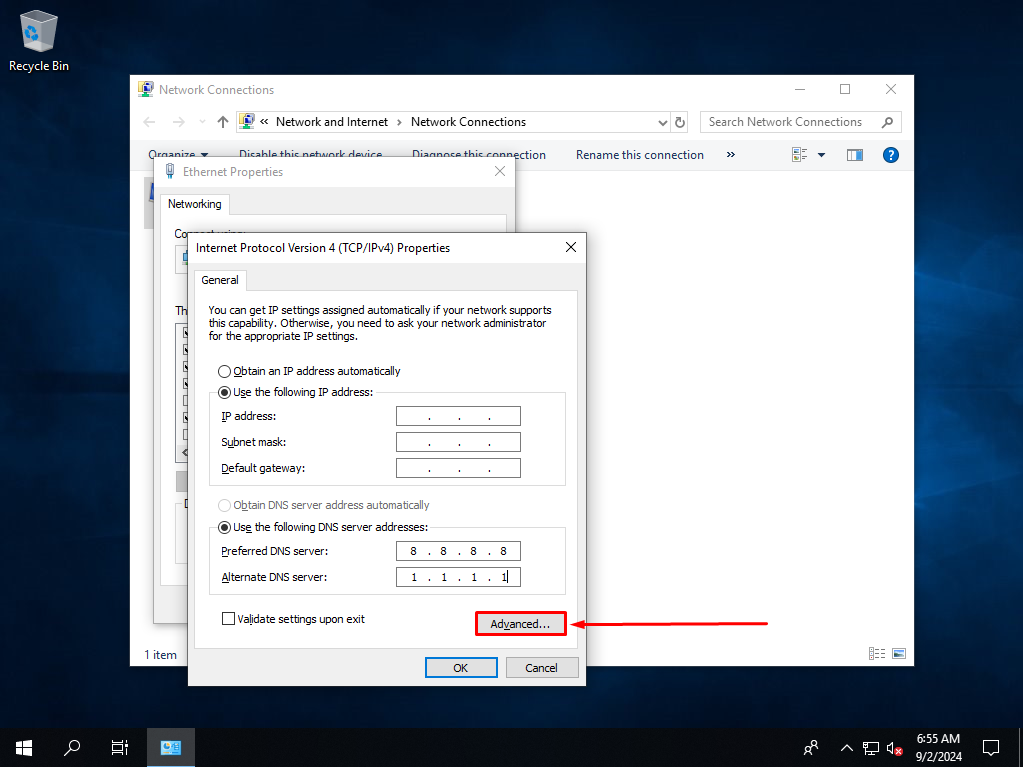 Recycle Bin
Network Connections
« Network and Internet › Network Connections
Search Network Connections
Organize
Disable this network device
Diagnose this connection
Rename this connection
»
?
Ethernet Properties
Networking
Connect using:
Th
Internet Protocol Version 4 (TCP/IPv4) Properties
General
You can get IP settings assigned automatically if your network supports
this capability. Otherwise, you need to ask your network administrator
for the appropriate IP settings.
Obtain an IP address automatically
Use the following IP address:
IP address:
. . .
Subnet mask:
. . .
Default gateway:
. . .
Obtain DNS server address automatically
Use the following DNS server addresses:
Preferred DNS server:
8 . 8 . 8 . 8
Alternate DNS server:
1 . 1 . 1 . 1
Validate settings upon exit
Advanced...
OK
Cancel
1 item
6:55 AM
9/2/2024